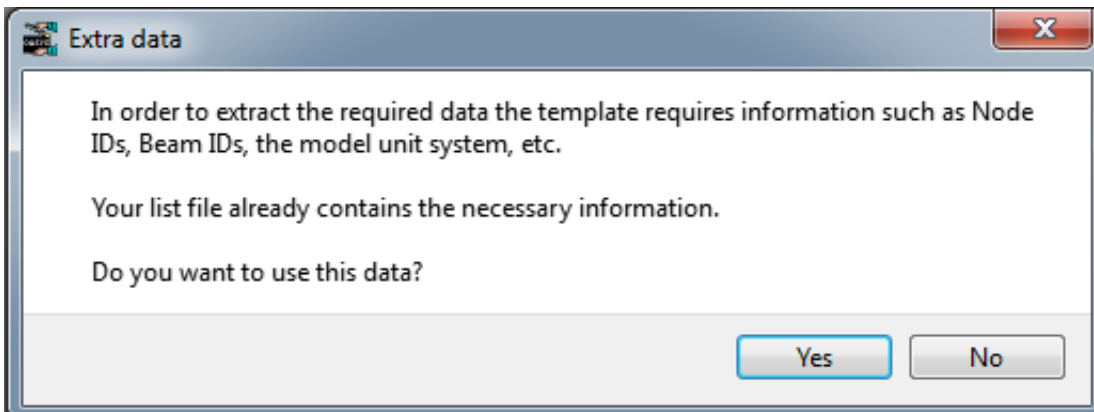 Extra data
In order to extract the required data the template requires information such as Node
IDs, Beam IDs, the model unit system, etc.
Your list file already contains the necessary information.
Do you want to use this data?
Yes
No